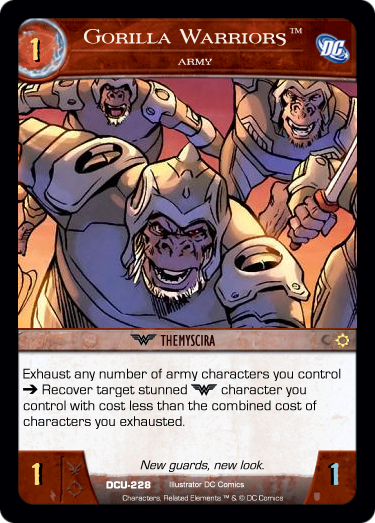 1
GORILLA WARRIORS™
ARMY
DC
THEMYSCIRA
Exhaust any number of army characters you control
➔ Recover target stunned character you
control with cost less than the combined cost of
characters you exhausted.
New guards, new look.
1
DCU-228 Illustrator DC Comics
1
Characters, Related Elements ™ & © DC Comics